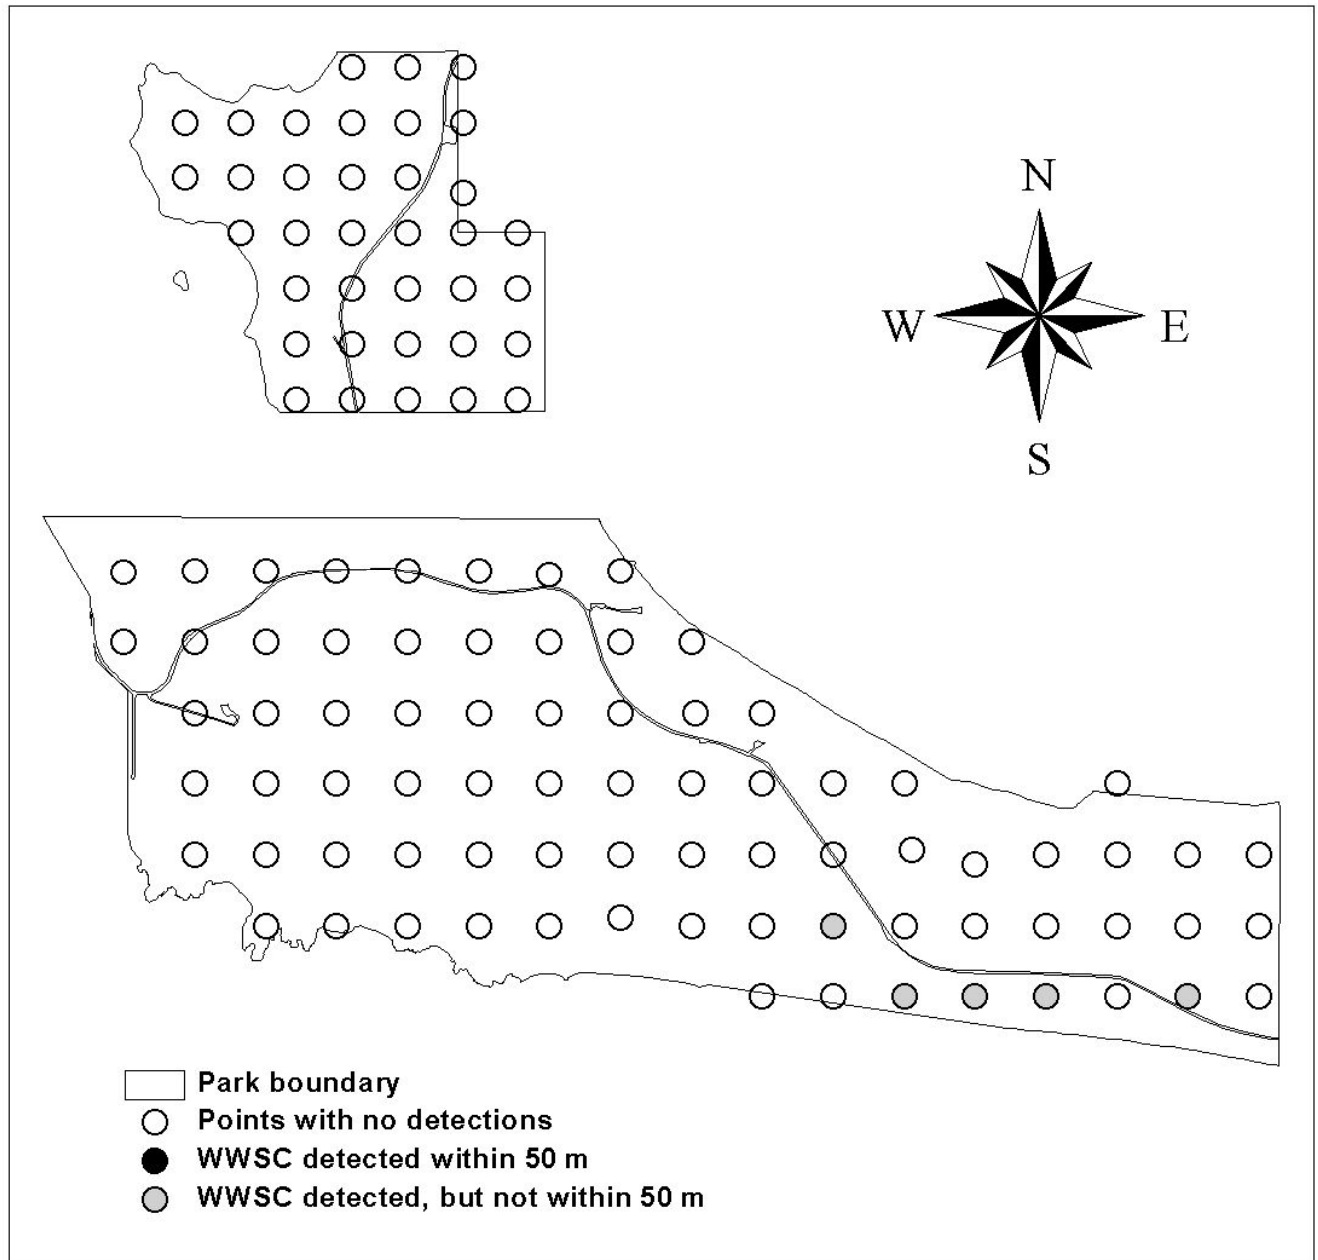 N
W
E
S
Park boundary
Points with no detections
WWSC detected within 50 m
WWSC detected, but not within 50 m